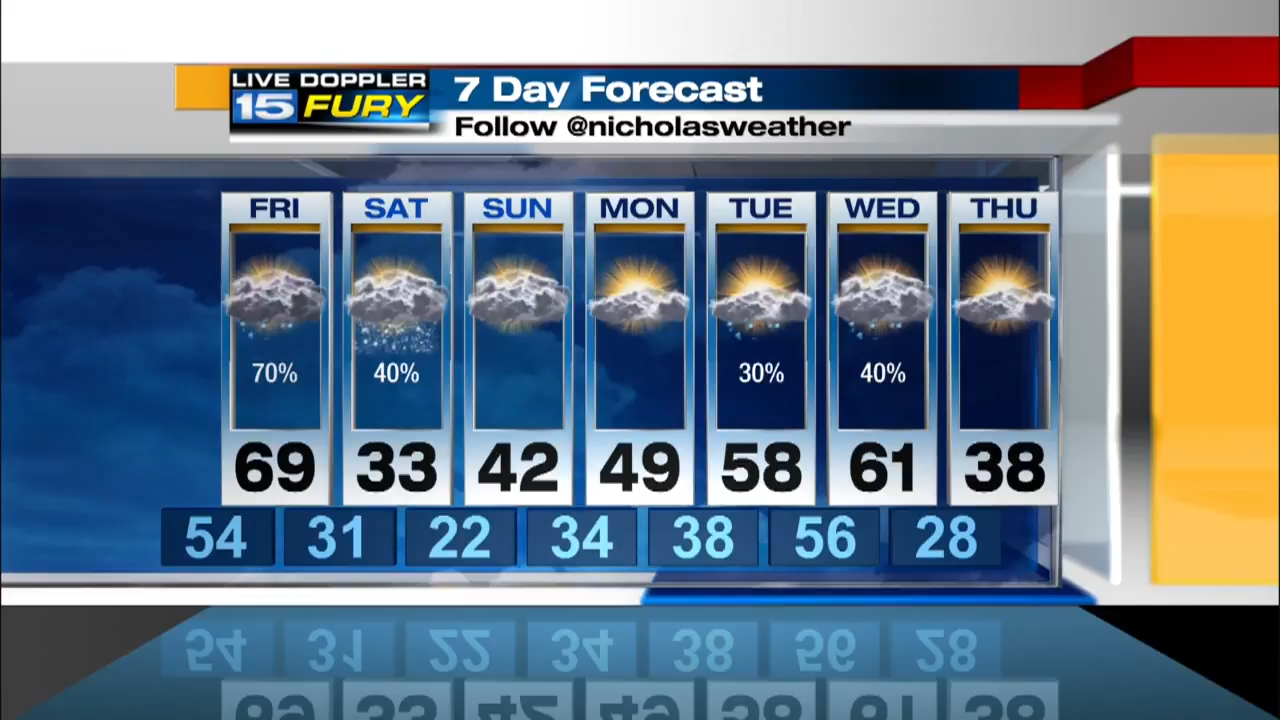 LIVE DOPPLER
15 FURY
7 Day Forecast
Follow @nicholasweather
FRI SAT SUN MON TUE WED THU
70% 40% 30% 40%
69 33 42 49 58 61 38
54 31 22 34 38 56 28